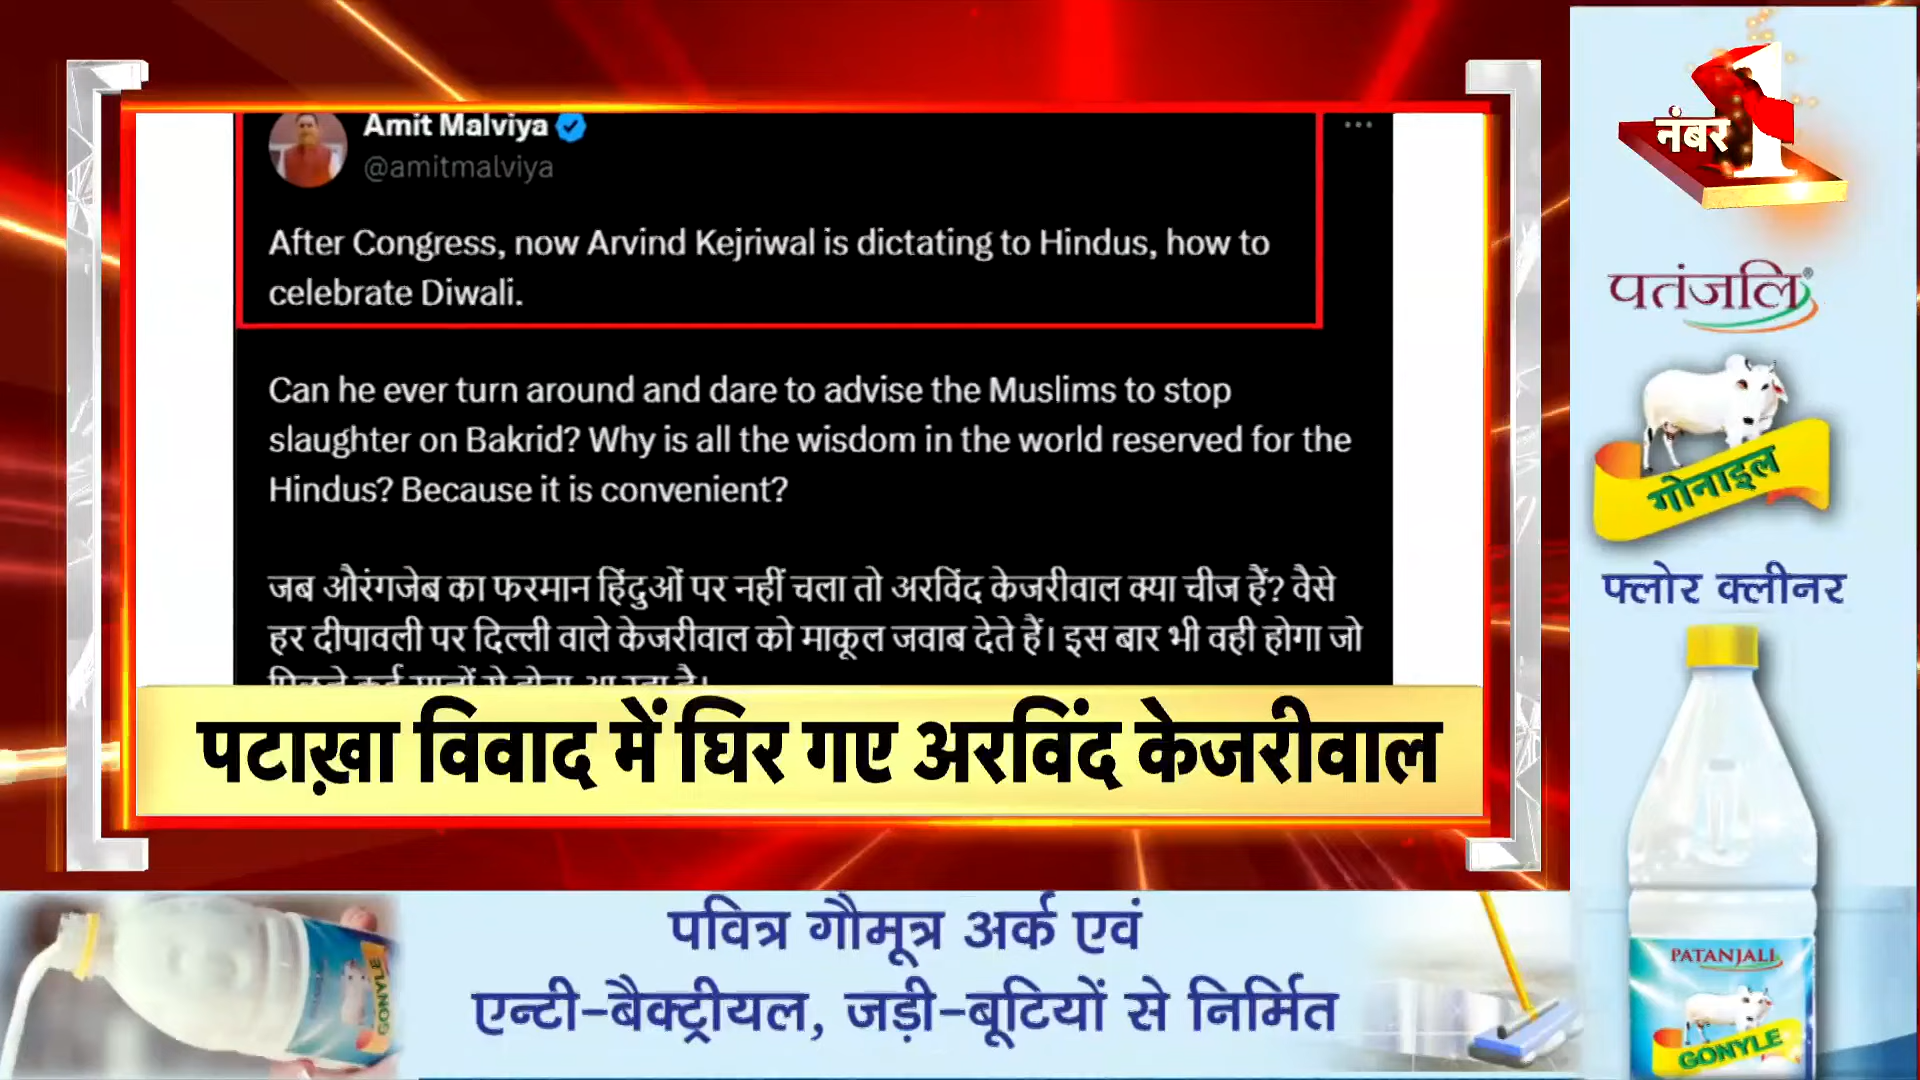 Amit Malviya
@amitmalviya
After Congress, now Arvind Kejriwal is dictating to Hindus, how to
celebrate Diwali.
Can he ever turn around and dare to advise the Muslims to stop
slaughter on Bakrid? Why is all the wisdom in the world reserved for the
Hindus? Because it is convenient?
जब औरंगजेब का फरमान हिंदुओं पर नहीं चला तो अरविंद केजरीवाल क्या चीज हैं? वैसे
हर दीपावली पर दिल्ली वाले केजरीवाल को माकूल जवाब देते हैं। इस बार भी वही होगा जो
पटाख़ा विवाद में घिर गए अरविंद केजरीवाल
नंबर 1
पतंजलि
गोनाइल
फ्लोर क्लीनर
PATANJALI
GONYLE
GONYLE
पवित्र गौमूत्र अर्क एवं
एन्टी-बैक्ट्रीयल, जड़ी-बूटियों से निर्मित